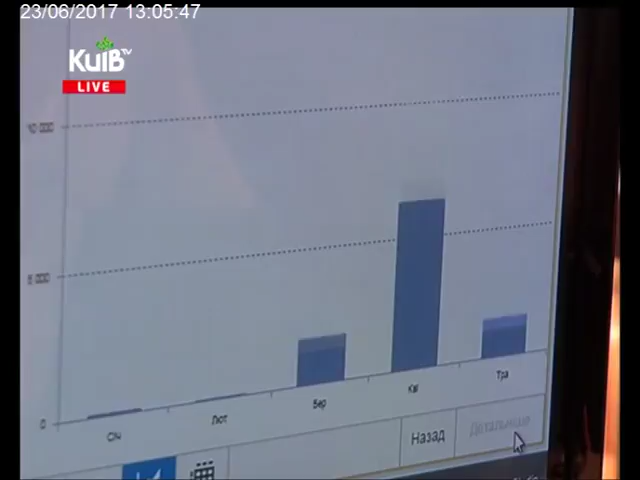 23/06/2017 13:05:47
КиЇВ TV
LIVE
10 000
5 000
0
Січ
Лют
Бер
Кві
Тра
Назад
Детальніше